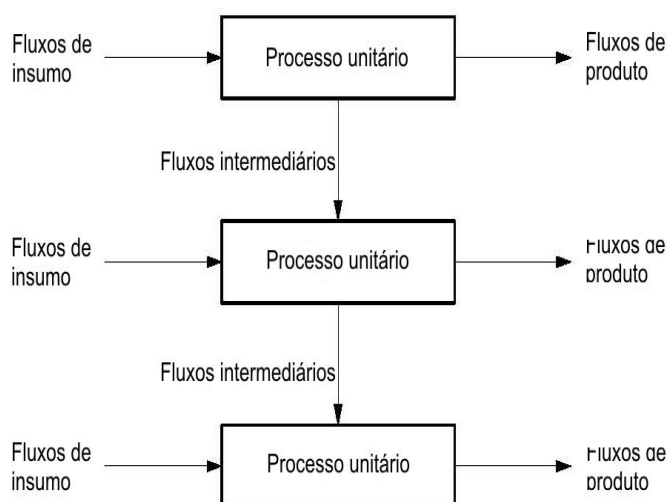 Fluxos de
insumo
Processo unitário
Fluxos de
produto
Fluxos intermediários
Fluxos de
insumo
Processo unitário
Fluxos de
produto
Fluxos intermediários
Fluxos de
insumo
Processo unitário
Fluxos de
produto